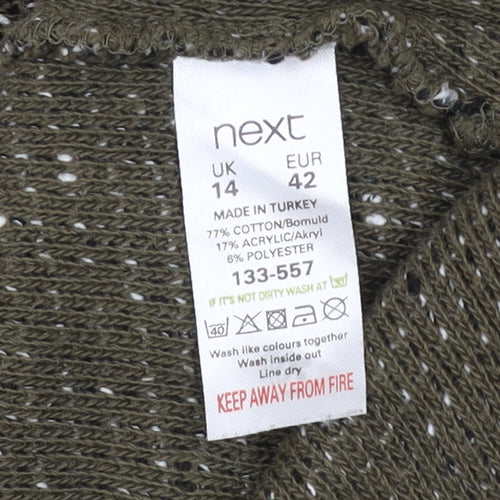 next
UK EUR
14 42
MADE IN TURKEY
77% COTTON/Bomuld
17% ACRYLIC/Akryl
6% POLYESTER
133-557
IF IT'S NOT DIRTY WASH AT 30
40
Wash like colours together
Wash inside out
Line dry
KEEP AWAY FROM FIRE